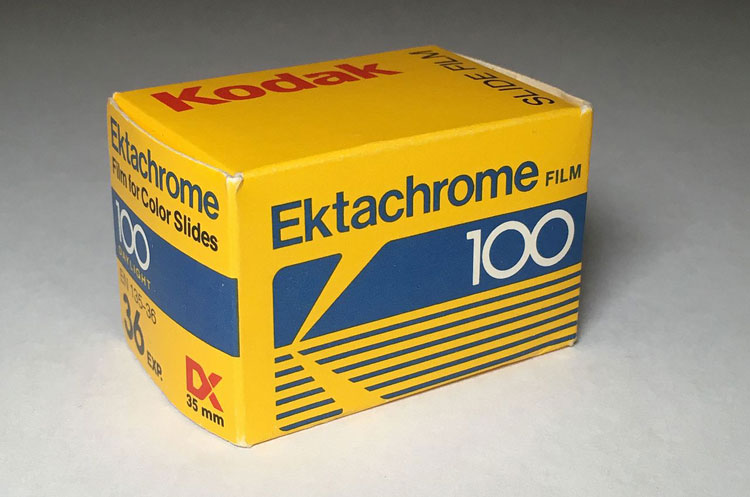 Kodak
SLIDE FILM
Ektachrome
Film for Color Slides
100
DAYLIGHT
EN 135-36
36 EXP.
DX
35 mm
Ektachrome FILM
100